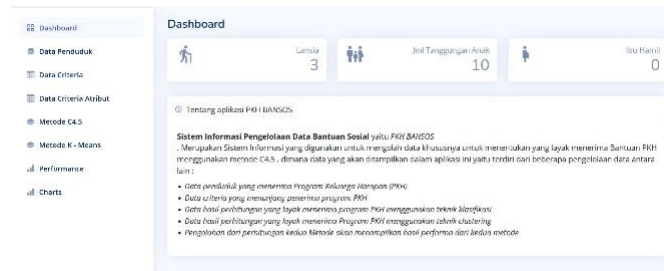 Dashboard
Data Penduduk
Data Criteria
Data Criteria Atribut
Metode C4.5
Metode K - Means
Performance
Charts
Dashboard
Lansia
3
Jml Tanggungan Anak
10
Ibu Hamil
0
Tentang aplikasi PKH BANSOS
Sistem Informasi Pengelolaan Data Bantuan Sosial yaitu PKH BANSOS
. Merupakan Sistem Informasi yang digunakan untuk mengolah data khususnya untuk menentukan yang layak menerima Bantuan PKH
menggunakan metode C4.5 , dimana data yang akan ditampilkan dalam aplikasi ini yaitu terdiri dari beberapa pengelolaan data antara
lain :
• Data penduduk yang menerima Program Keluarga Harapan (PKH)
• Data criteria yang menunjang penerima program PKH
• Data hasil perhitungan yang layak menerima program PKH menggunakan teknik klasifikasi
• Data hasil perhitungan yang layak menerima Program PKH menggunakan teknik clustering
• Pengolahan dari perhitungan kedua Metode akan menampilkan hasil performa dari kedua metode